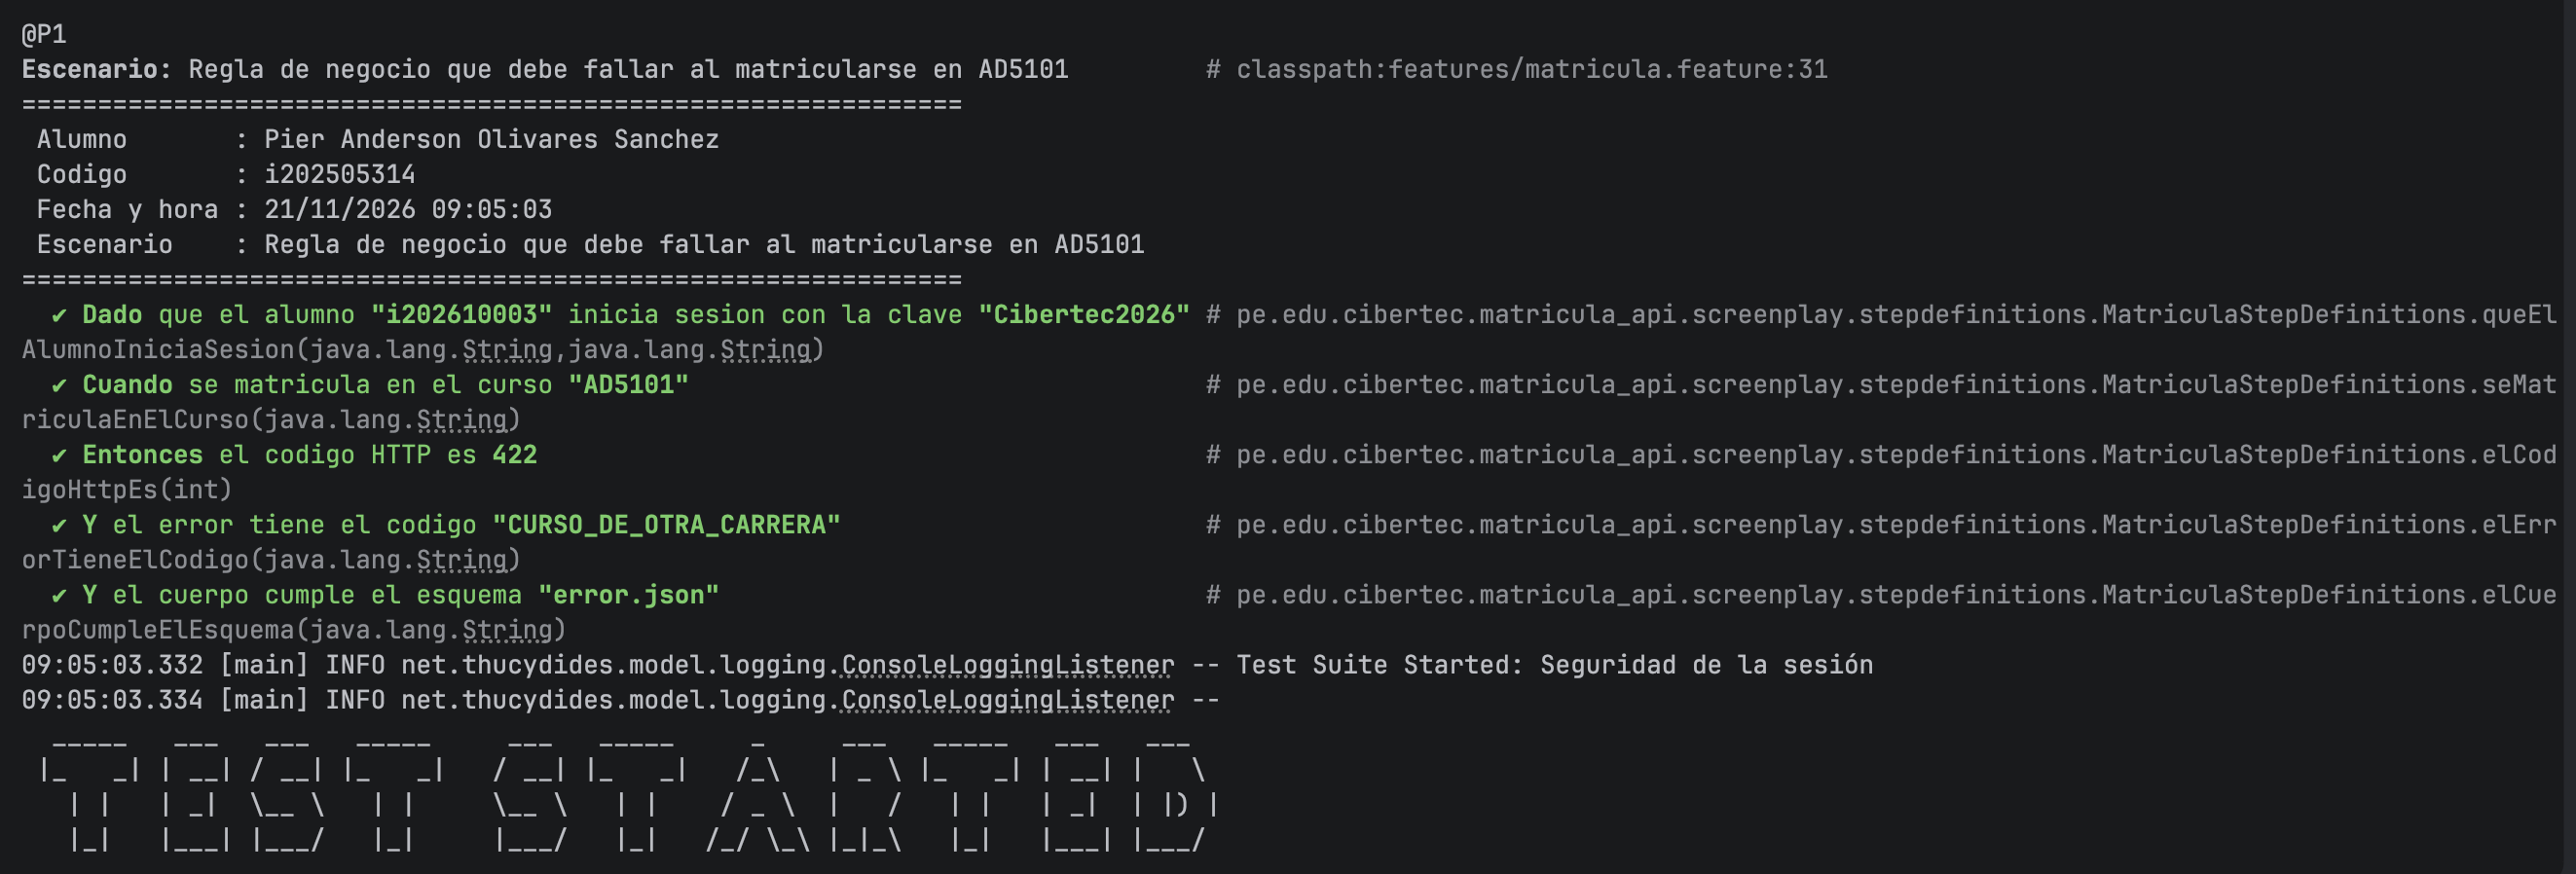 @P1
Escenario: Regla de negocio que debe fallar al matricularse en AD5101         # classpath:features/matricula.feature:31
==============================================================
 Alumno       : Pier Anderson Olivares Sanchez
 Codigo       : i202505314
 Fecha y hora : 21/11/2026 09:05:03
 Escenario    : Regla de negocio que debe fallar al matricularse en AD5101
==============================================================
  ✔ Dado que el alumno "i202610003" inicia sesion con la clave "Cibertec2026" # pe.edu.cibertec.matricula_api.screenplay.stepdefinitions.MatriculaStepDefinitions.queEl
AlumnoIniciaSesion(java.lang.String,java.lang.String)
  ✔ Cuando se matricula en el curso "AD5101"                                  # pe.edu.cibertec.matricula_api.screenplay.stepdefinitions.MatriculaStepDefinitions.seMat
riculaEnElCurso(java.lang.String)
  ✔ Entonces el codigo HTTP es 422                                            # pe.edu.cibertec.matricula_api.screenplay.stepdefinitions.MatriculaStepDefinitions.elCod
igoHttpEs(int)
  ✔ Y el error tiene el codigo "CURSO_DE_OTRA_CARRERA"                        # pe.edu.cibertec.matricula_api.screenplay.stepdefinitions.MatriculaStepDefinitions.elErr
orTieneElCodigo(java.lang.String)
  ✔ Y el cuerpo cumple el esquema "error.json"                                # pe.edu.cibertec.matricula_api.screenplay.stepdefinitions.MatriculaStepDefinitions.elCue
rpoCumpleElEsquema(java.lang.String)
09:05:03.332 [main] INFO net.thucydides.model.logging.ConsoleLoggingListener -- Test Suite Started: Seguridad de la sesión
09:05:03.334 [main] INFO net.thucydides.model.logging.ConsoleLoggingListener --
TEST STARTED